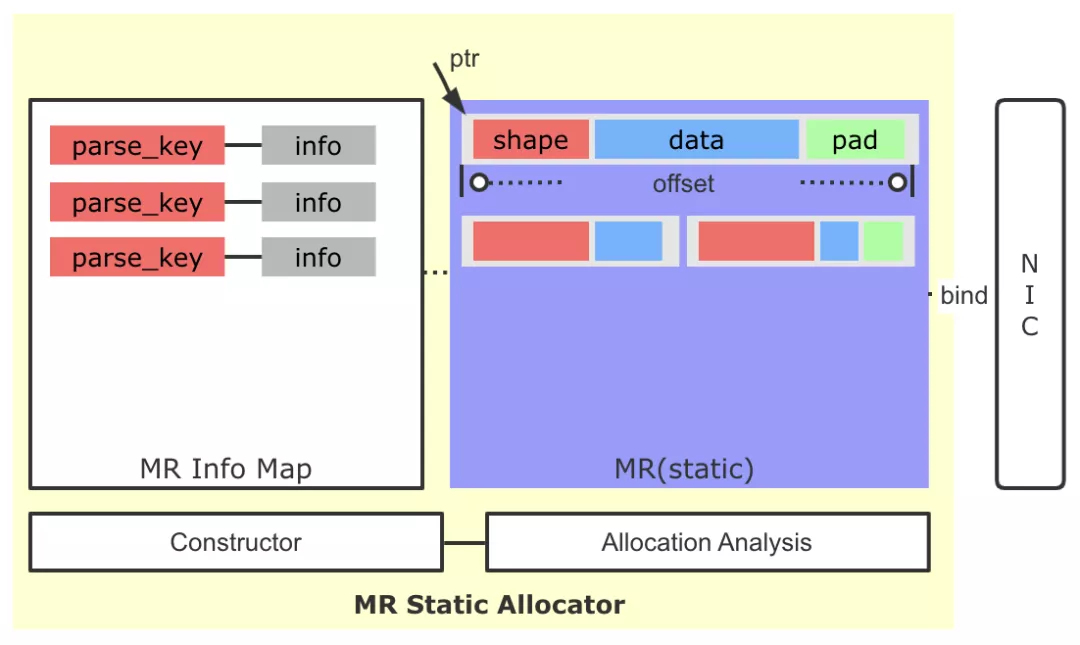 ptr
parse_key info
parse_key info
parse_key info
MR Info Map
shape data pad
offset
MR(static)
bind
N
I
C
Constructor
Allocation Analysis
MR Static Allocator